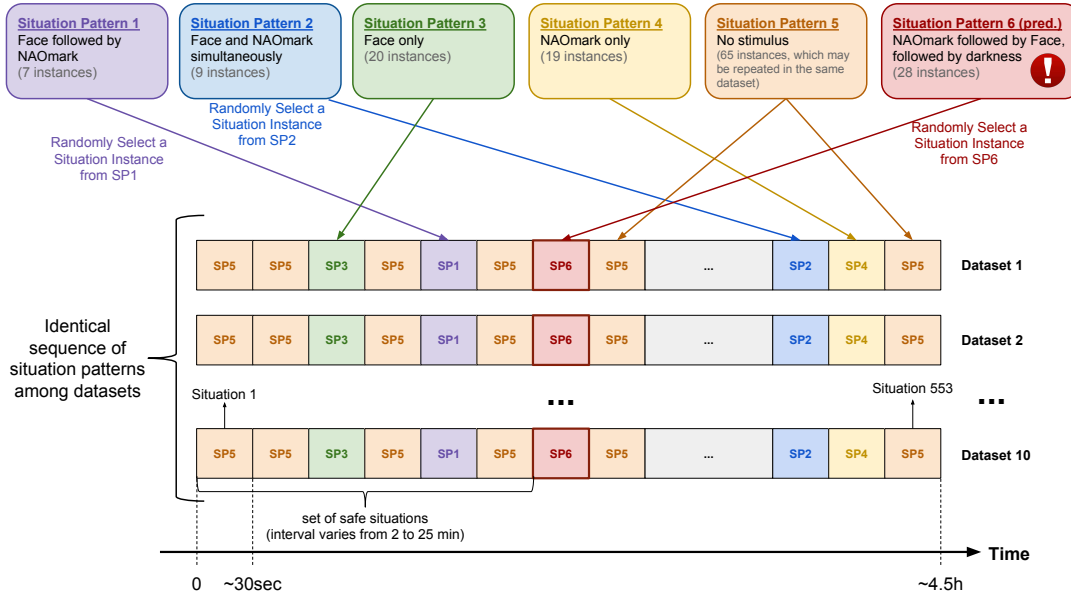 Situation Pattern 1
Face followed by
NAOmark
(7 instances)
Situation Pattern 2
Face and NAOmark
simultaneously
(9 instances)
Situation Pattern 3
Face only
(20 instances)
Situation Pattern 4
NAOmark only
(19 instances)
Situation Pattern 5
No stimulus
(65 instances, which may
be repeated in the same
dataset)
Situation Pattern 6 (pred.)
NAOmark followed by Face,
followed by darkness
(28 instances)
!
Randomly Select a
Situation Instance
from SP1
Randomly Select a
Situation Instance
from SP2
Randomly Select a
Situation Instance
from SP6
SP5 SP5 SP3 SP5 SP1 SP5 SP6 SP5 ... SP2 SP4 SP5 Dataset 1
SP5 SP5 SP3 SP5 SP1 SP5 SP6 SP5 ... SP2 SP4 SP5 Dataset 2
Identical
sequence of
situation patterns
among datasets
Situation 1 ... Situation 553 ...
SP5 SP5 SP3 SP5 SP1 SP5 SP6 SP5 ... SP2 SP4 SP5 Dataset 10
set of safe situations
(interval varies from 2 to 25 min)
Time
0 ~30sec ~4.5h